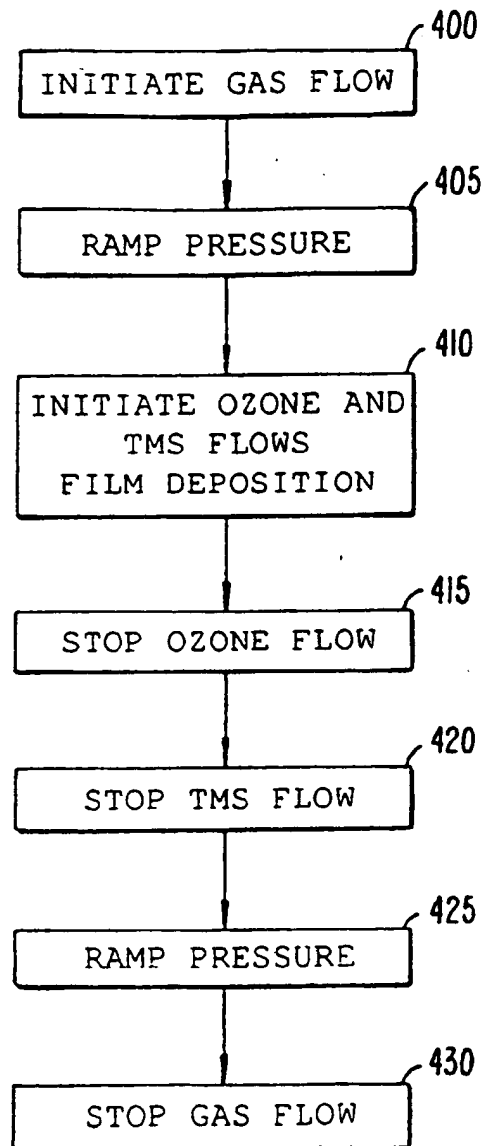 400
INITIATE GAS FLOW
405
RAMP PRESSURE
410
INITIATE OZONE AND
TMS FLOWS
FILM DEPOSITION
415
STOP OZONE FLOW
420
STOP TMS FLOW
425
RAMP PRESSURE
430
STOP GAS FLOW